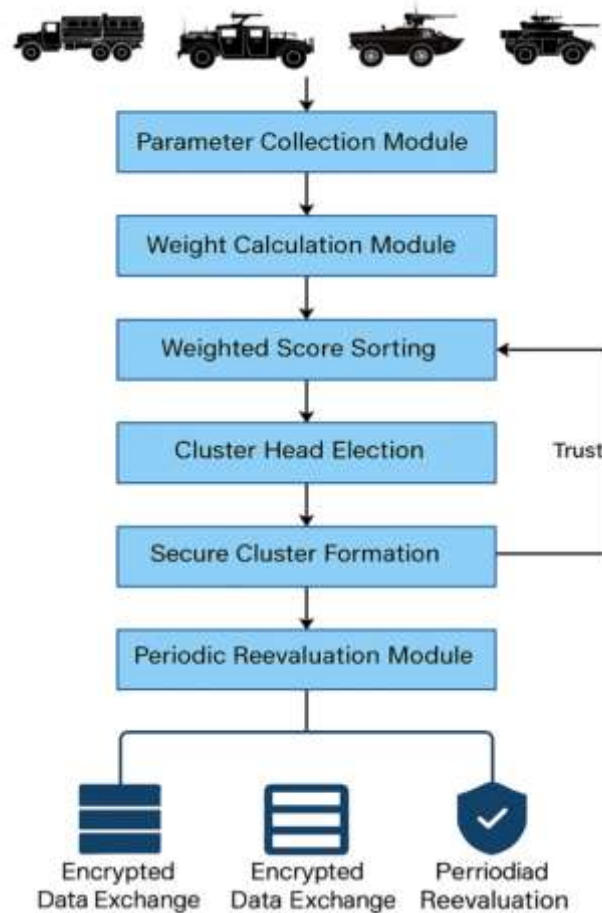 Parameter Collection Module
Weight Calculation Module
Weighted Score Sorting
Cluster Head Election
Trust
Secure Cluster Formation
Periodic Reevaluation Module
Encrypted
Data Exchange
Encrypted
Data Exchange
Perriodiad
Reevaluation